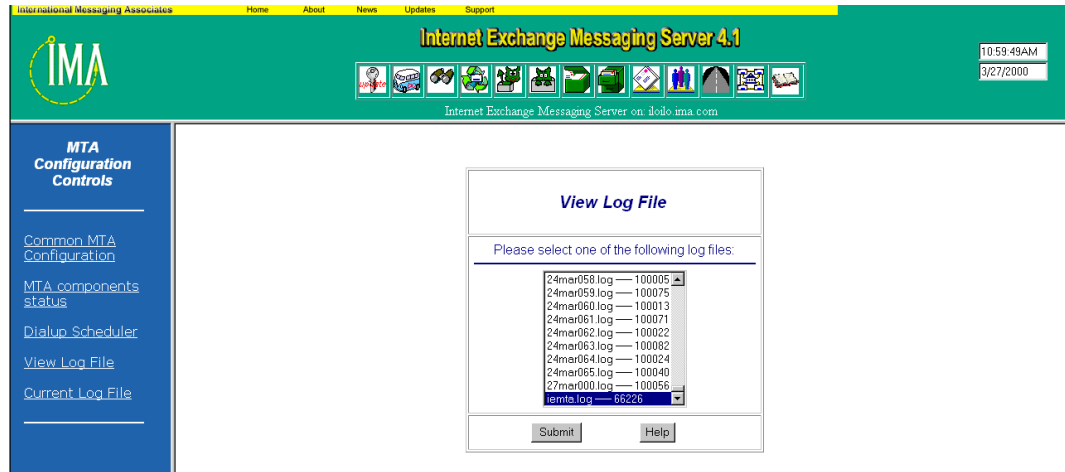 International Messaging Associates Home About News Updates Support
IMA
Internet Exchange Messaging Server 4.1
update
Internet Exchange Messaging Server on: iloilo.ima.com
10:59:49AM
3/27/2000
MTA
Configuration
Controls
Common MTA
Configuration
MTA components
status
Dialup Scheduler
View Log File
Current Log File
View Log File
Please select one of the following log files:
24mar058.log —– 100005
24mar059.log —– 100075
24mar060.log —– 100013
24mar061.log —– 100071
24mar062.log —– 100022
24mar063.log —– 100082
24mar064.log —– 100024
24mar065.log —– 100040
27mar000.log —– 100056
iemta.log —– 66226
Submit Help